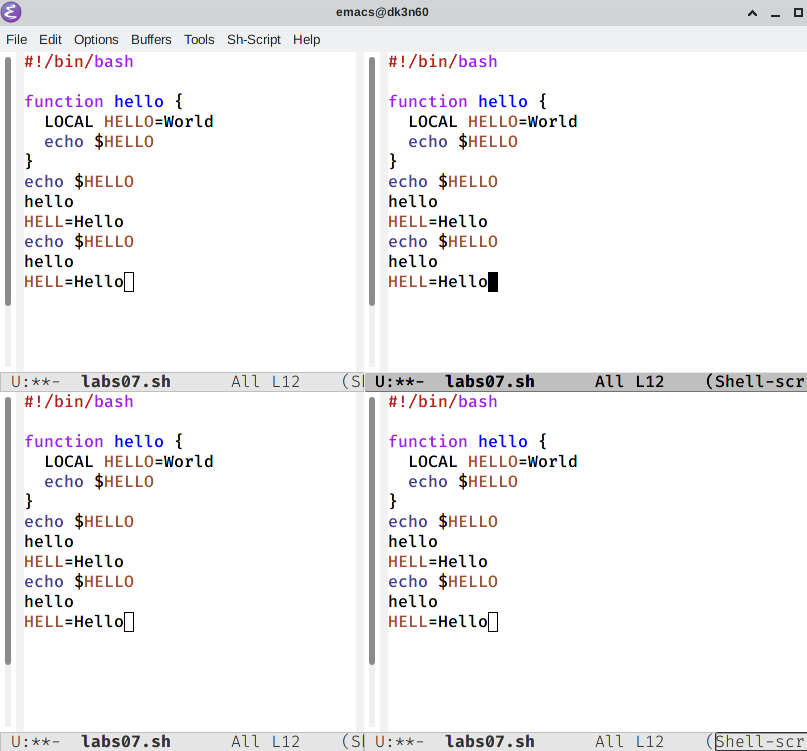 emacs@dk3n60
File Edit Options Buffers Tools Sh-Script Help
#!/bin/bash
function hello {
LOCAL HELLO=World
echo $HELLO
}
echo $HELLO
hello
HELL=Hello
echo $HELLO
hello
HELL=Hello
U:**- labs07.sh All L12 (Sl
#!/bin/bash
function hello {
LOCAL HELLO=World
echo $HELLO
}
echo $HELLO
hello
HELL=Hello
echo $HELLO
hello
HELL=Hello
U:**- labs07.sh All L12 (Shell-scr
#!/bin/bash
function hello {
LOCAL HELLO=World
echo $HELLO
}
echo $HELLO
hello
HELL=Hello
echo $HELLO
hello
HELL=Hello
U:**- labs07.sh All L12 (Sl
#!/bin/bash
function hello {
LOCAL HELLO=World
echo $HELLO
}
echo $HELLO
hello
HELL=Hello
echo $HELLO
hello
HELL=Hello
U:**- labs07.sh All L12 (Shell-scr